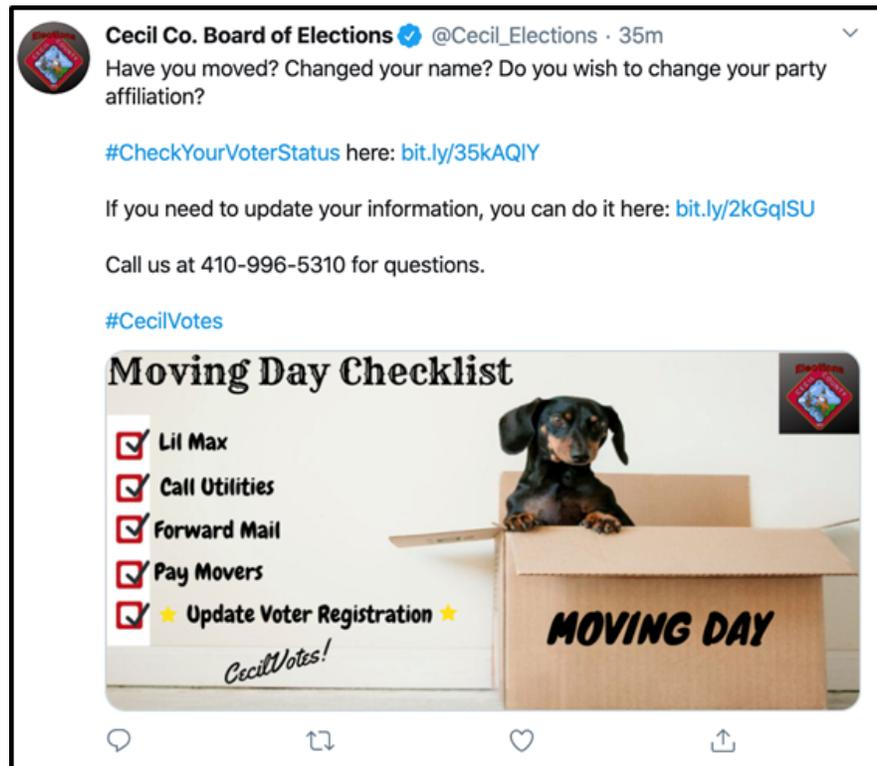 Cecil Co. Board of Elections @Cecil_Elections · 35m
Have you moved? Changed your name? Do you wish to change your party
affiliation?
#CheckYourVoterStatus here: bit.ly/35kAQlY
If you need to update your information, you can do it here: bit.ly/2kGqISU
Call us at 410-996-5310 for questions.
#CecilVotes
Moving Day Checklist
Elections
CECIL COUNTY
Lil Max
Call Utilities
Forward Mail
Pay Movers
Update Voter Registration
CecilVotes!
MOVING DAY